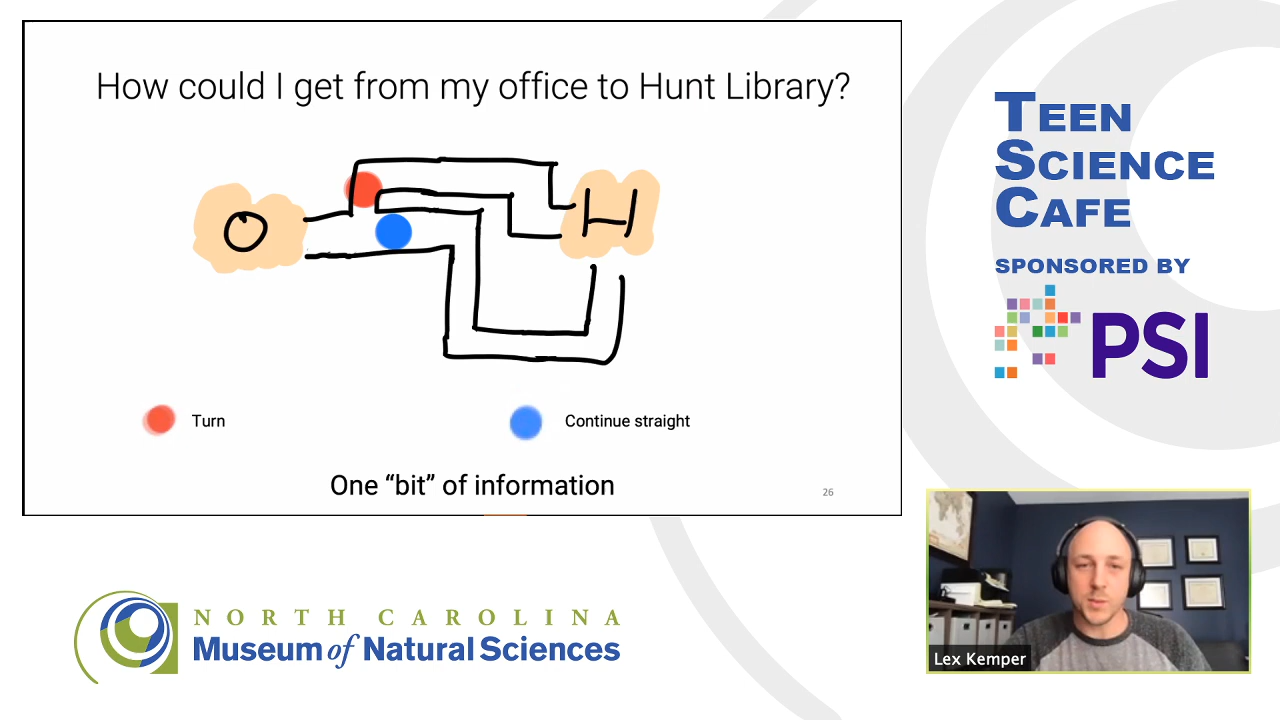 How could I get from my office to Hunt Library?
O
H
Turn
Continue straight
One “bit” of information
26
TEEN
SCIENCE
CAFE
SPONSORED BY
PSI
NORTH CAROLINA
Museum of Natural Sciences
Lex Kemper